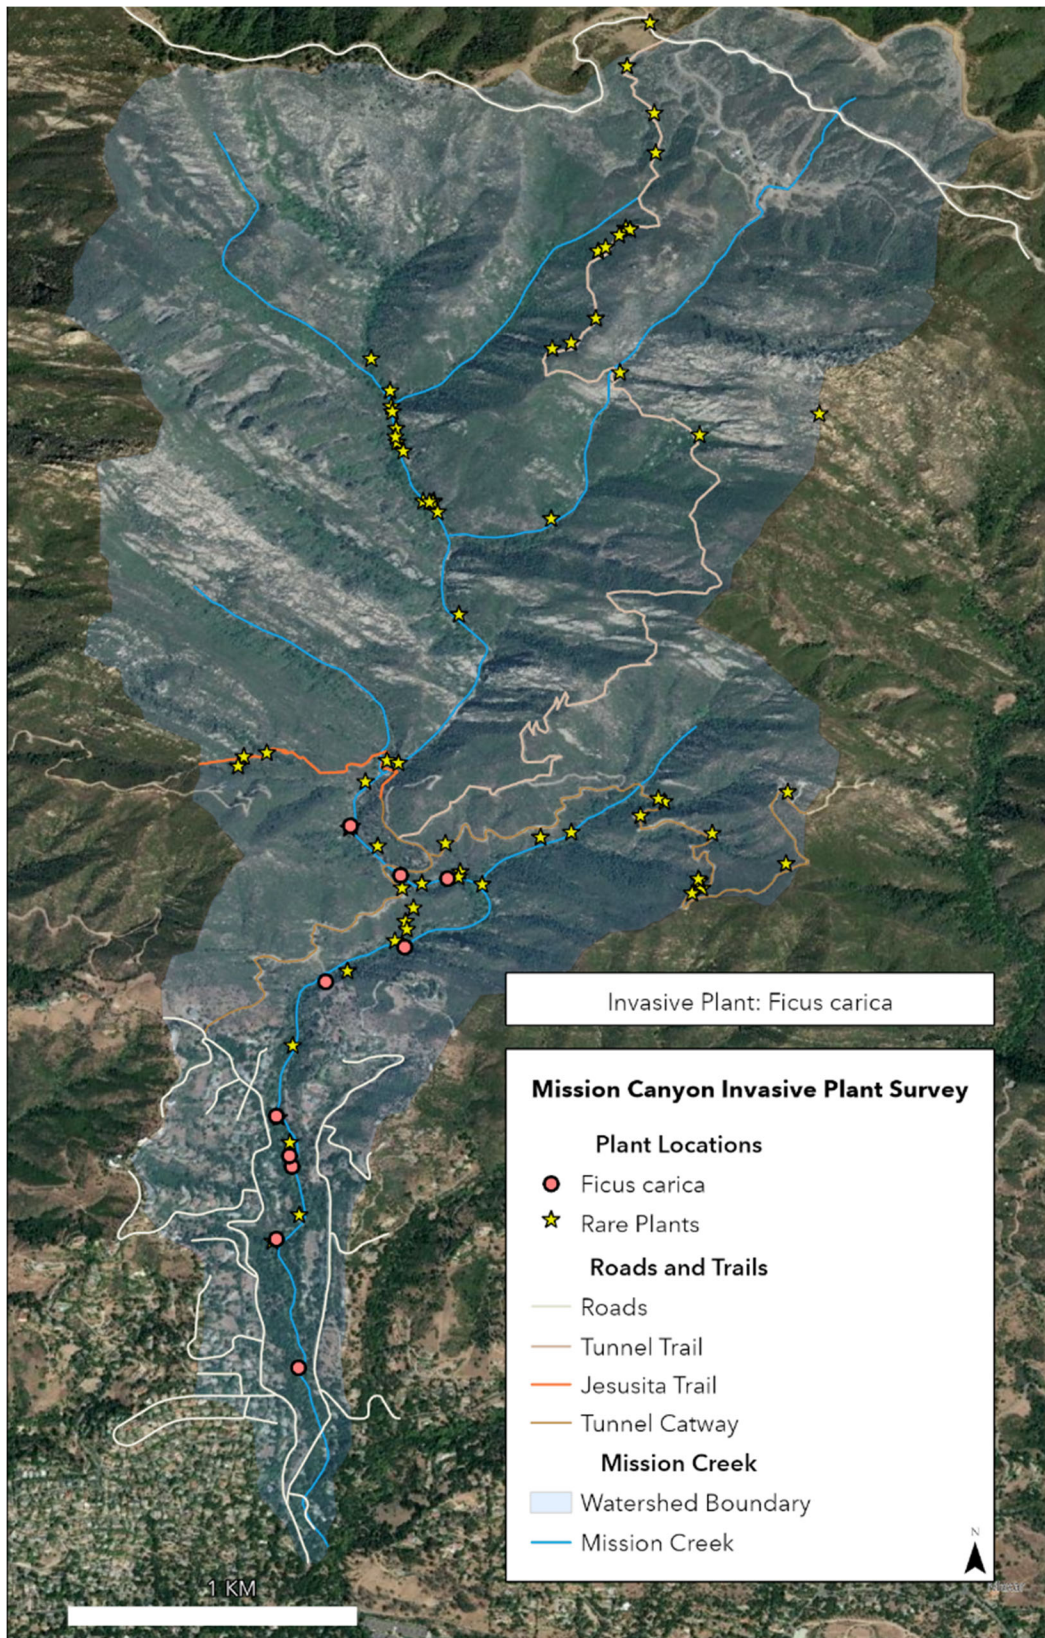 Invasive Plant: Ficus carica
Mission Canyon Invasive Plant Survey
Plant Locations
Ficus carica
Rare Plants
Roads and Trails
Roads
Tunnel Trail
Jesusita Trail
Tunnel Catway
Mission Creek
Watershed Boundary
Mission Creek
N
1 KM